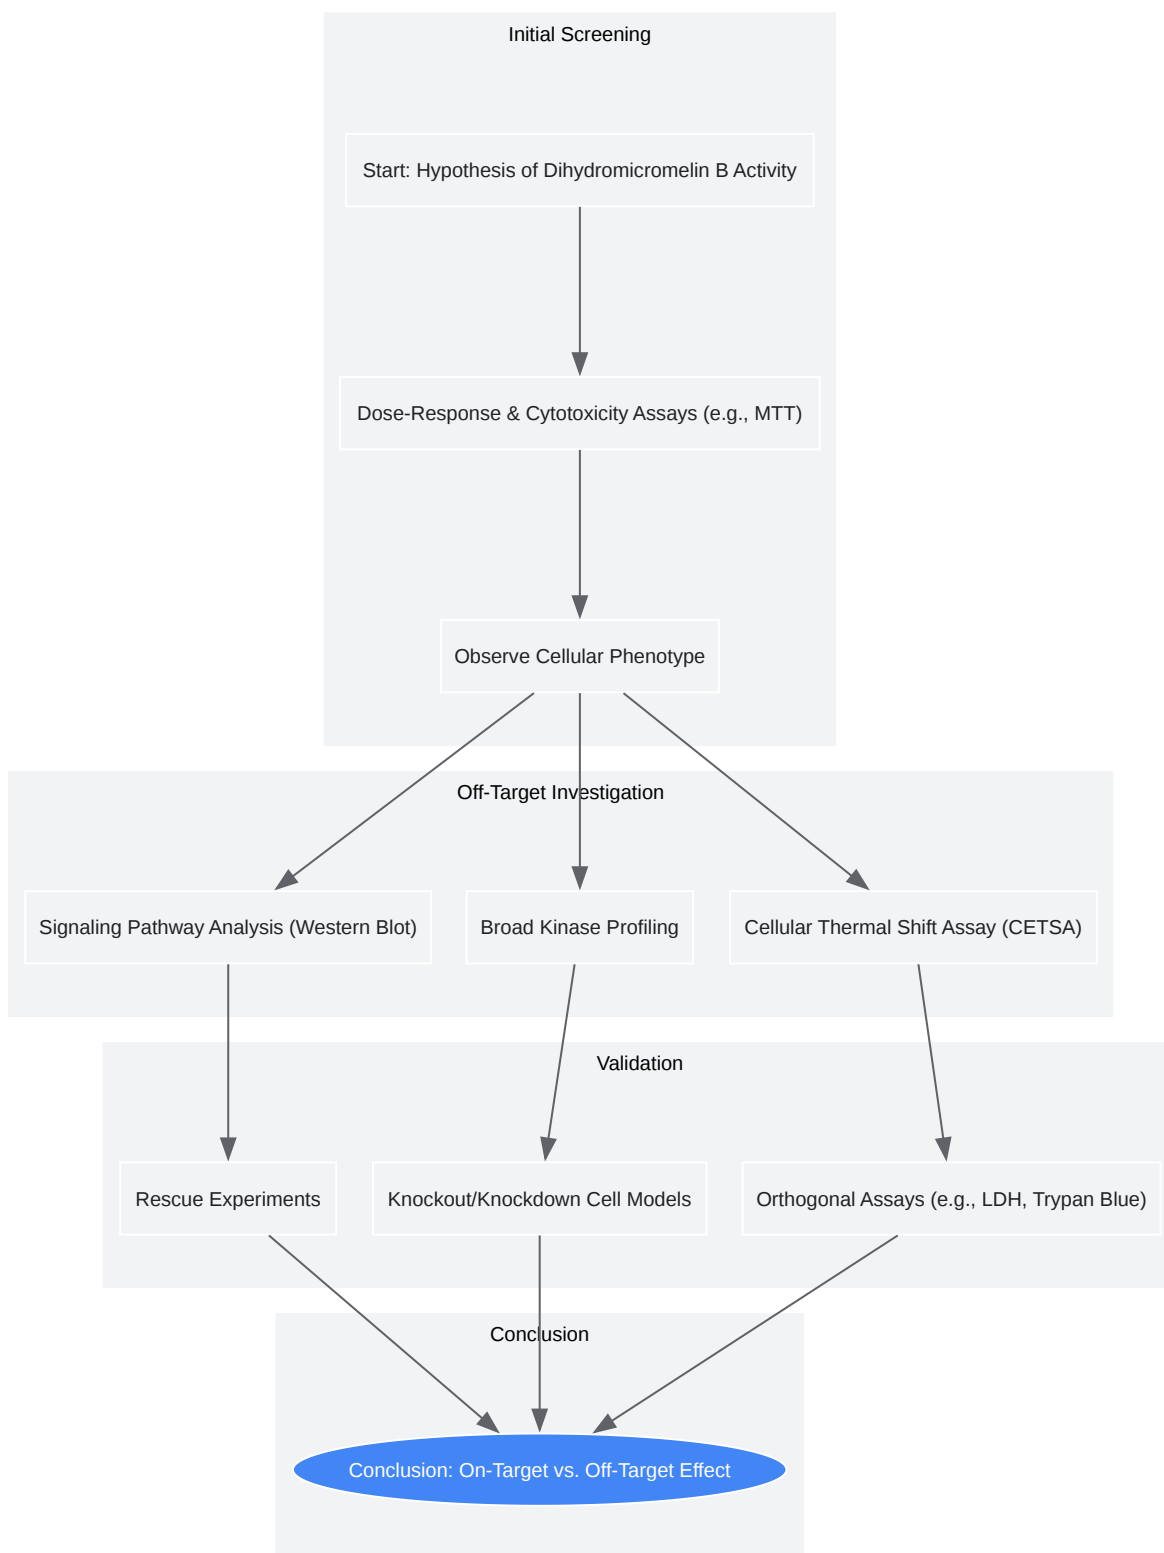 Initial Screening
Start: Hypothesis of Dihydromicromelin B Activity
Dose-Response & Cytotoxicity Assays (e.g., MTT)
Observe Cellular Phenotype
Off-Target Investigation
Signaling Pathway Analysis (Western Blot)
Broad Kinase Profiling
Cellular Thermal Shift Assay (CETSA)
Validation
Rescue Experiments
Knockout/Knockdown Cell Models
Orthogonal Assays (e.g., LDH, Trypan Blue)
Conclusion
Conclusion: On-Target vs. Off-Target Effect